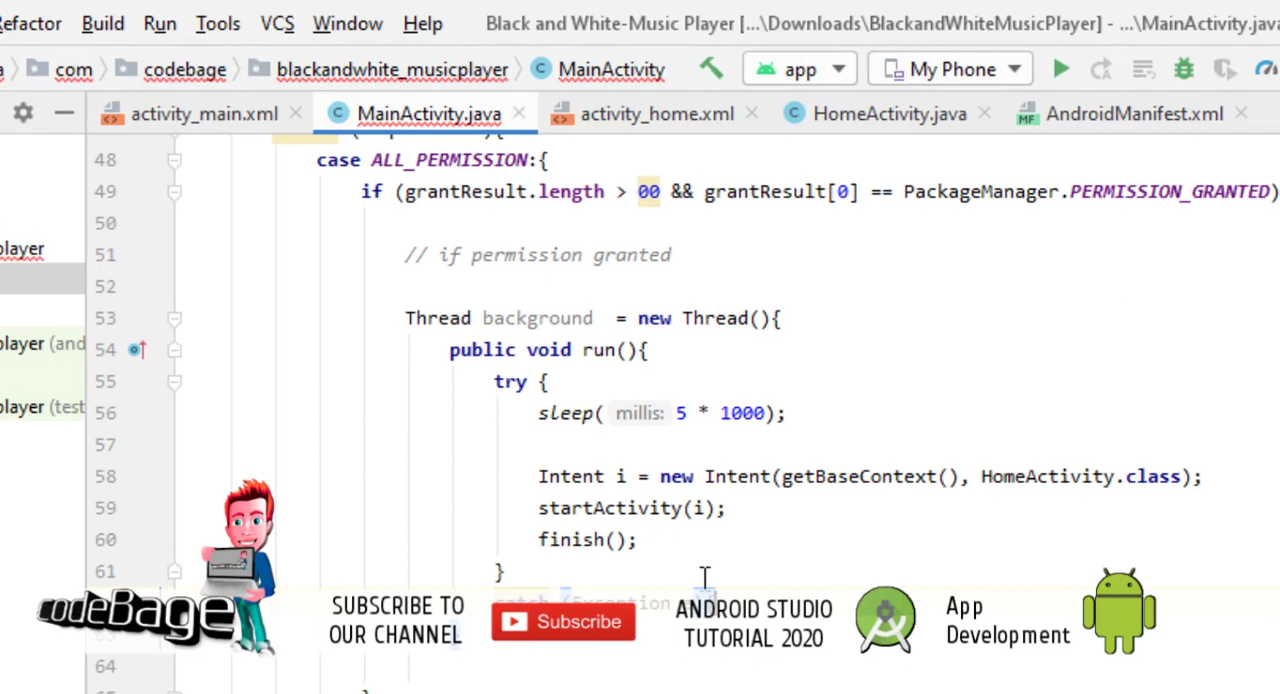 efactor Build Run Tools VCS Window Help Black and White-Music Player [...\Downloads\BlackandWhiteMusicPlayer] - ...\MainActivity.java
com codebage blackandwhite_musicplayer MainActivity app My Phone
activity_main.xml MainActivity.java activity_home.xml HomeActivity.java AndroidManifest.xml
48 case ALL_PERMISSION:{
49 if (grantResult.length > 00 && grantResult[0] == PackageManager.PERMISSION_GRANTED)
50
player
51 // if permission granted
52
53 Thread background = new Thread(){
player (and
54 public void run(){
55 try {
player (test
56 sleep( millis: 5 * 1000);
57
58 Intent i = new Intent(getBaseContext(), HomeActivity.class);
59 startActivity(i);
60 finish();
61 }
catch (Exception
codeBage
SUBSCRIBE TO
OUR CHANNEL
Subscribe
ANDROID STUDIO
TUTORIAL 2020
App
Development
64